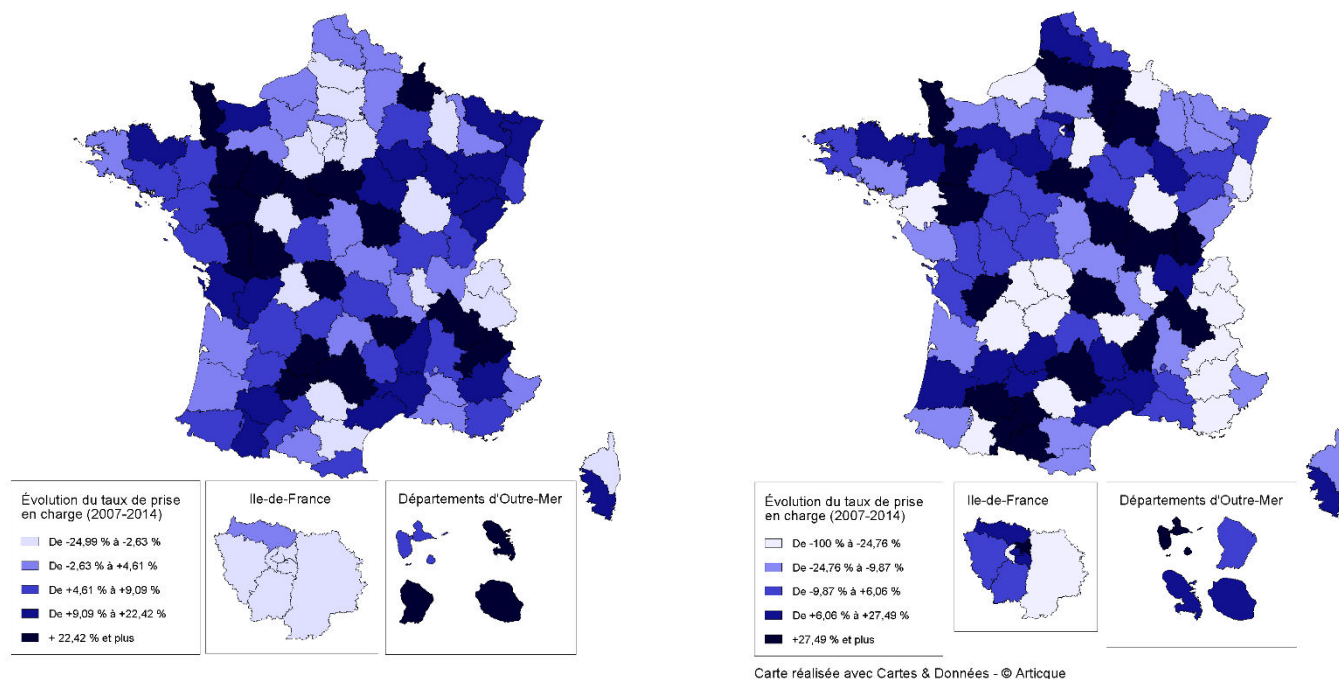 Évolution du taux de prise
en charge (2007-2014)
De -24,99 % à -2,63 %
De -2,63 % à +4,61 %
De +4,61 % à +9,09 %
De +9,09 % à +22,42 %
+ 22,42 % et plus
Ile-de-France
Départements d'Outre-Mer
Évolution du taux de prise
en charge (2007-2014)
De -100 % à -24,76 %
De -24,76 % à -9,87 %
De -9,87 % à +6,06 %
De +6,06 % à +27,49 %
+27,49 % et plus
Ile-de-France
Départements d'Outre-Mer
Carte réalisée avec Cartes & Données - © Articque